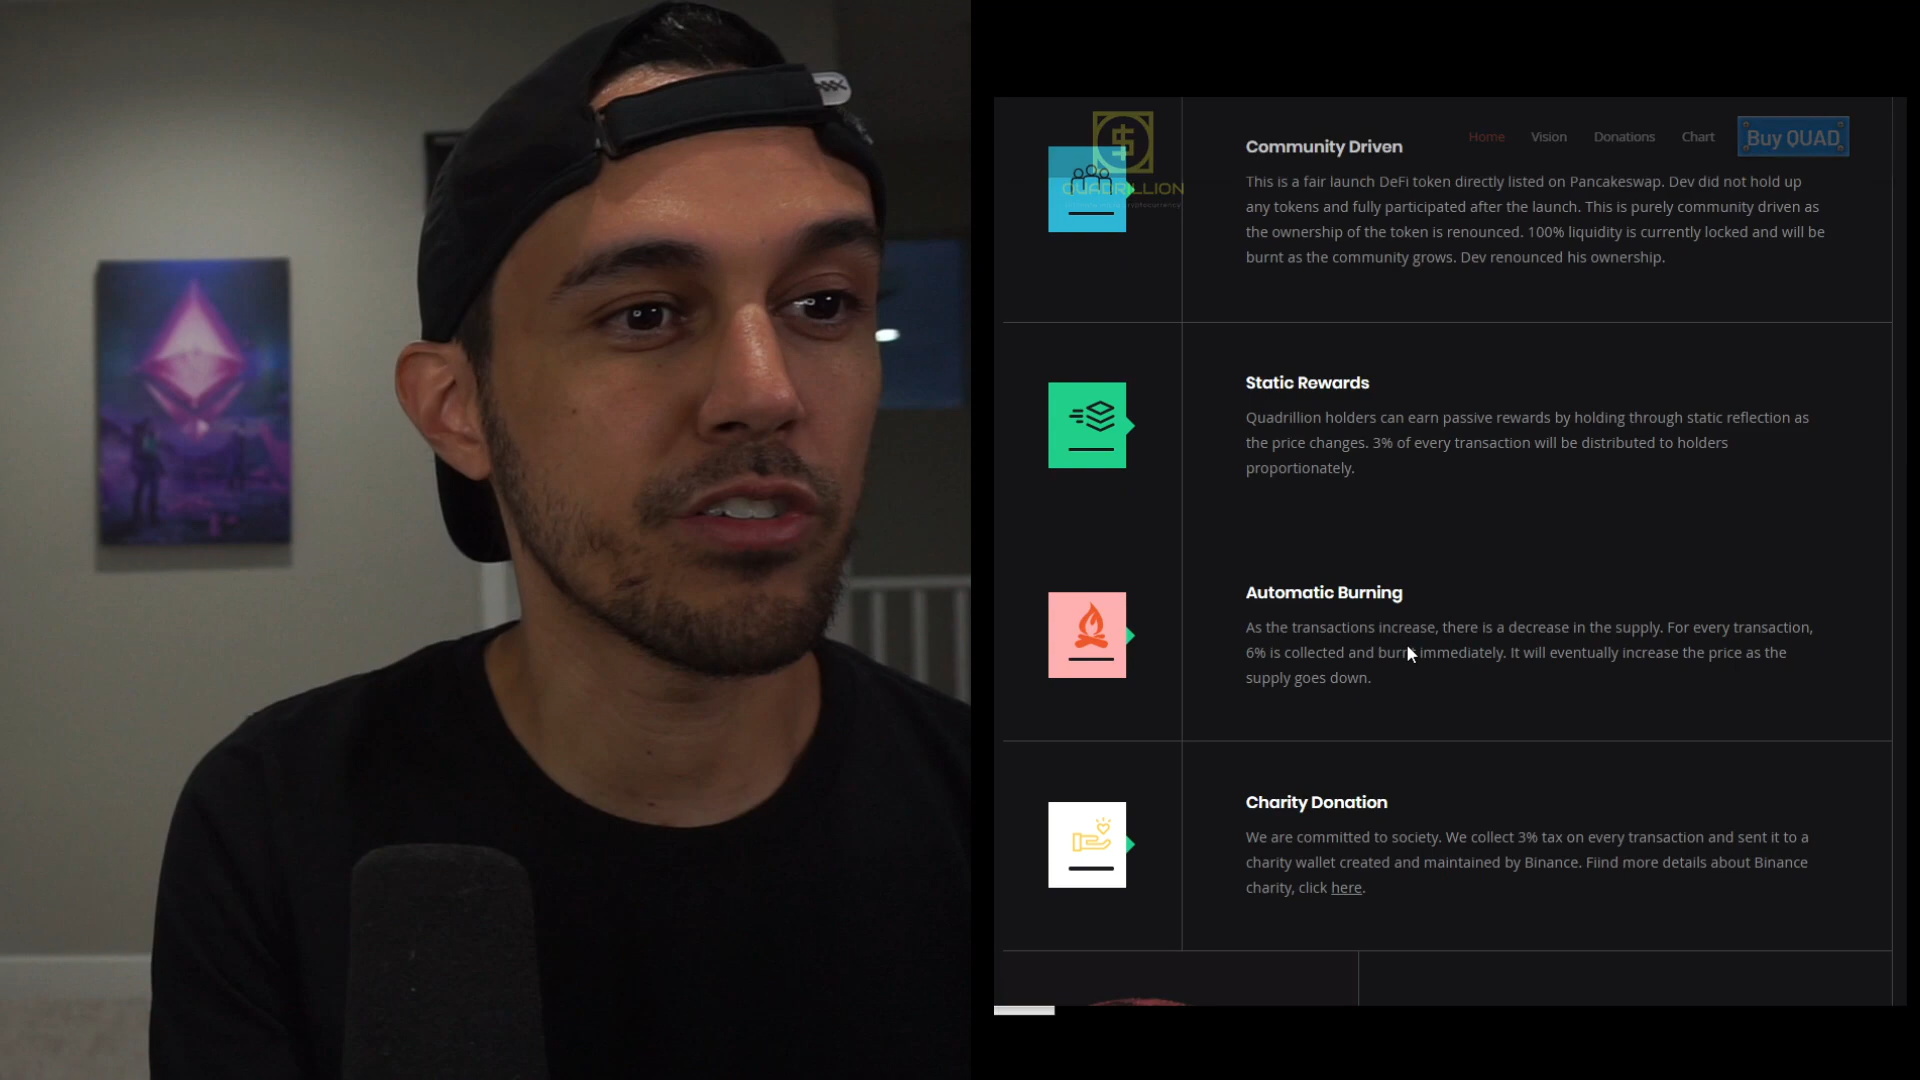 Home Vision Donations Chart Buy QUAD
QUADRILLION
Community Driven
This is a fair launch DeFi token directly listed on Pancakeswap. Dev did not hold up
any tokens and fully participated after the launch. This is purely community driven as
the ownership of the token is renounced. 100% liquidity is currently locked and will be
burnt as the community grows. Dev renounced his ownership.
Static Rewards
Quadrillion holders can earn passive rewards by holding through static reflection as
the price changes. 3% of every transaction will be distributed to holders
proportionately.
Automatic Burning
As the transactions increase, there is a decrease in the supply. For every transaction,
6% is collected and burnt immediately. It will eventually increase the price as the
supply goes down.
Charity Donation
We are committed to society. We collect 3% tax on every transaction and sent it to a
charity wallet created and maintained by Binance. Fiind more details about Binance
charity, click here.